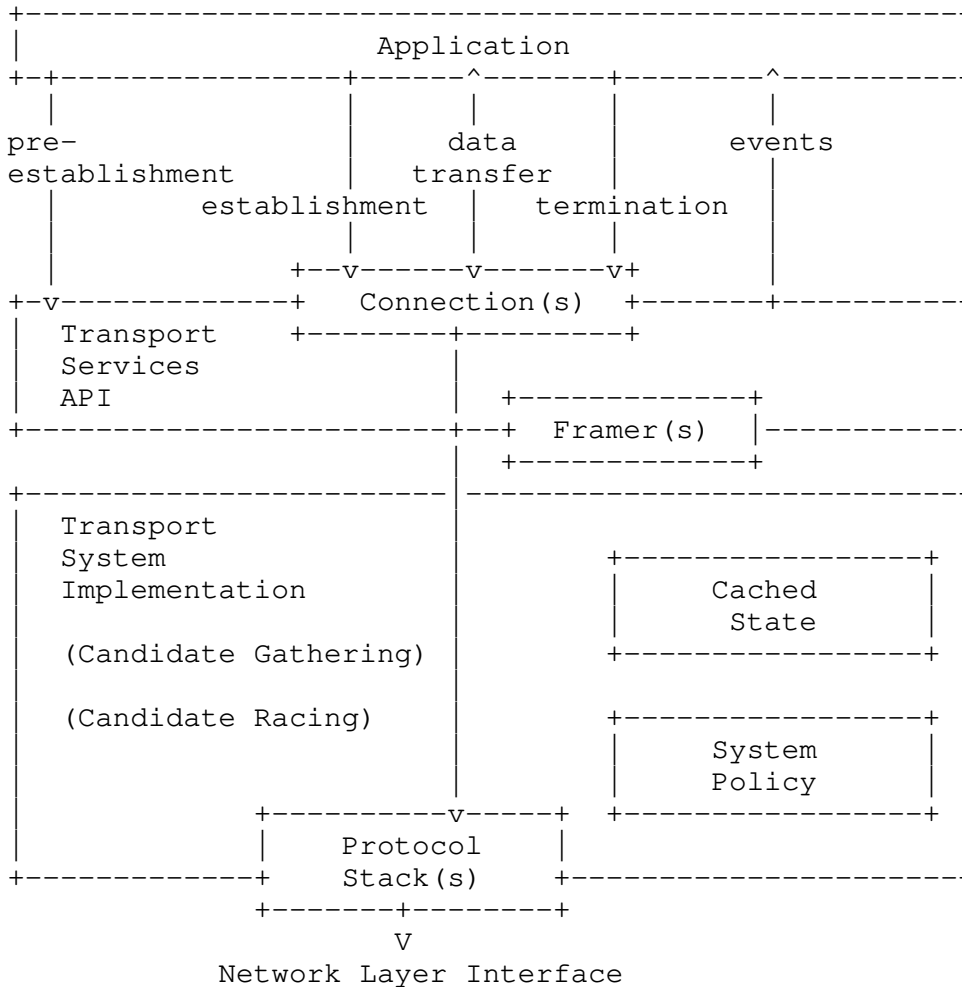 Application
pre- data events
establishment transfer
establishment termination
Connection(s)
Transport
Services
API
Framer(s)
Transport
System
Implementation Cached
State
(Candidate Gathering)
(Candidate Racing)
System
Policy
Protocol
Stack(s)
Network Layer Interface